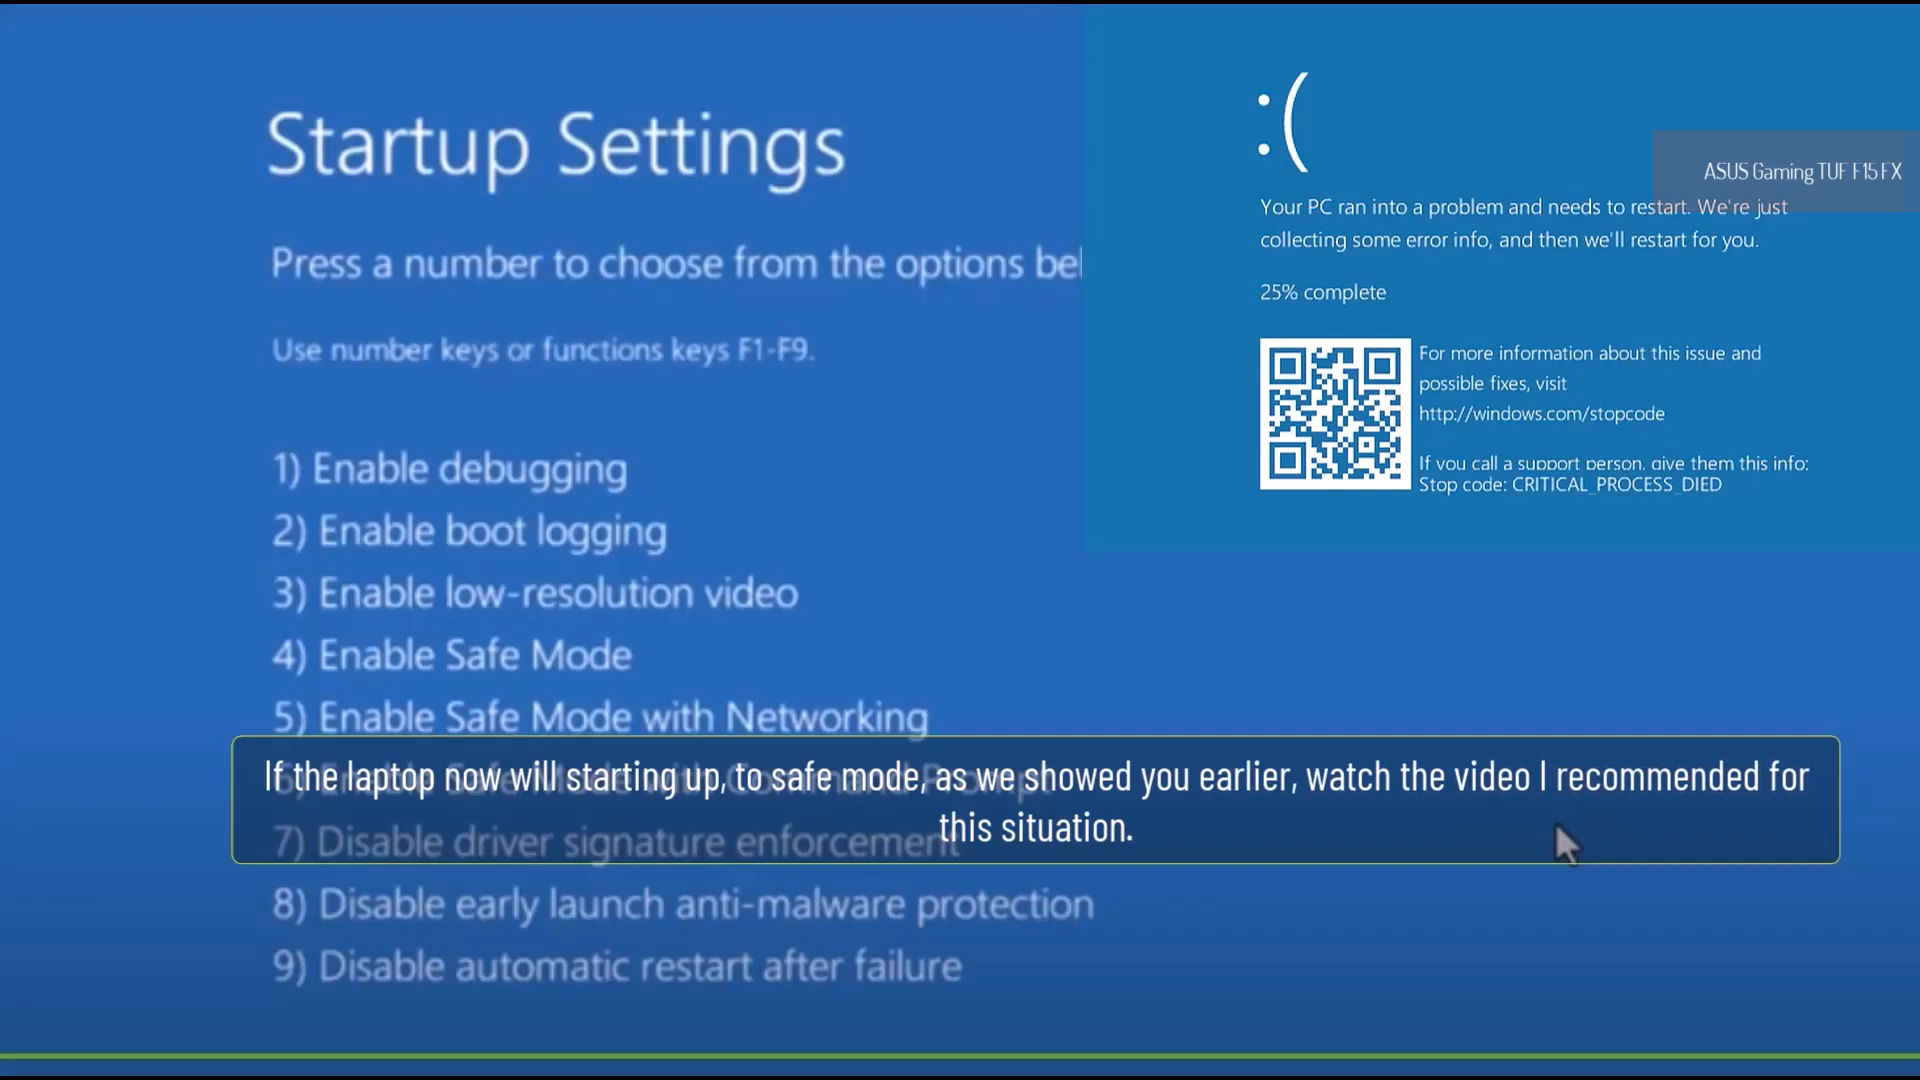 Startup Settings
Press a number to choose from the options bel
Use number keys or functions keys F1-F9.
1) Enable debugging
2) Enable boot logging
3) Enable low-resolution video
4) Enable Safe Mode
5) Enable Safe Mode with Networking
6) Enable Safe Mode with Command Prompt
7) Disable driver signature enforcement
8) Disable early launch anti-malware protection
9) Disable automatic restart after failure
:(
ASUS Gaming TUF F15 FX
Your PC ran into a problem and needs to restart. We're just
collecting some error info, and then we'll restart for you.
25% complete
For more information about this issue and
possible fixes, visit
http://windows.com/stopcode
If you call a support person, give them this info:
Stop code: CRITICAL_PROCESS_DIED
If the laptop now will starting up, to safe mode, as we showed you earlier, watch the video I recommended for
this situation.